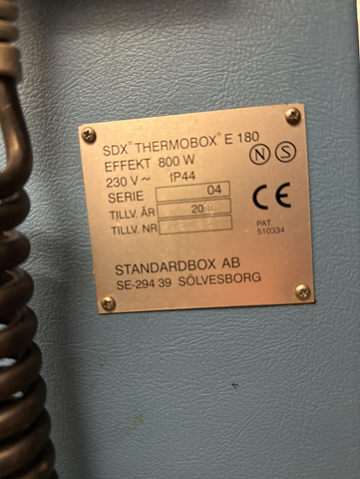 SDX® THERMOBOX® E 180
EFFEKT 800 W
230 V ~ IP44
N S
SERIE 04
CE
TILLV. ÅR 20
TILLV. NR
PAT.
510334
STANDARDBOX AB
SE-294 39 SÖLVESBORG